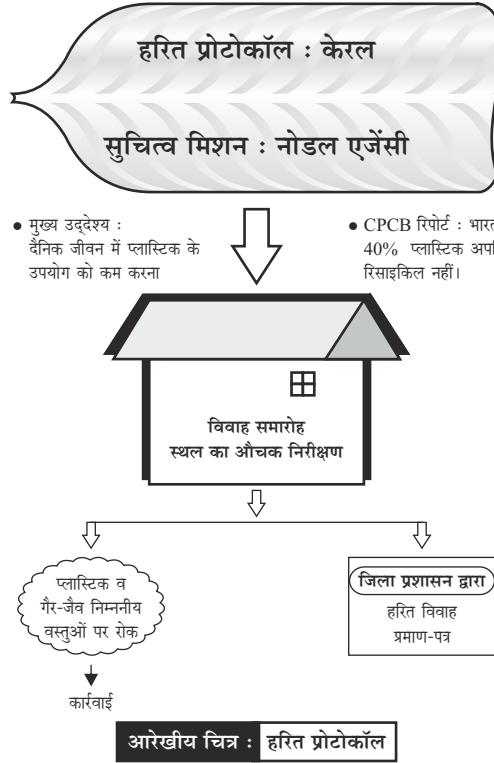 हरित प्रोटोकॉल : केरल
सुचित्व मिशन : नोडल एजेंसी
● मुख्य उद्देश्य :
दैनिक जीवन में प्लास्टिक के
उपयोग को कम करना
● CPCB रिपोर्ट : भारत
40% प्लास्टिक
रिसाइकिल नहीं।
विवाह समारोह
स्थल का औचक निरीक्षण
प्लास्टिक व
गैर-जैव निम्ननीय
वस्तुओं पर रोक
कार्रवाई
जिला प्रशासन द्वारा
हरित विवाह
प्रमाण-पत्र
आरेखीय चित्र : हरित प्रोटोकॉल